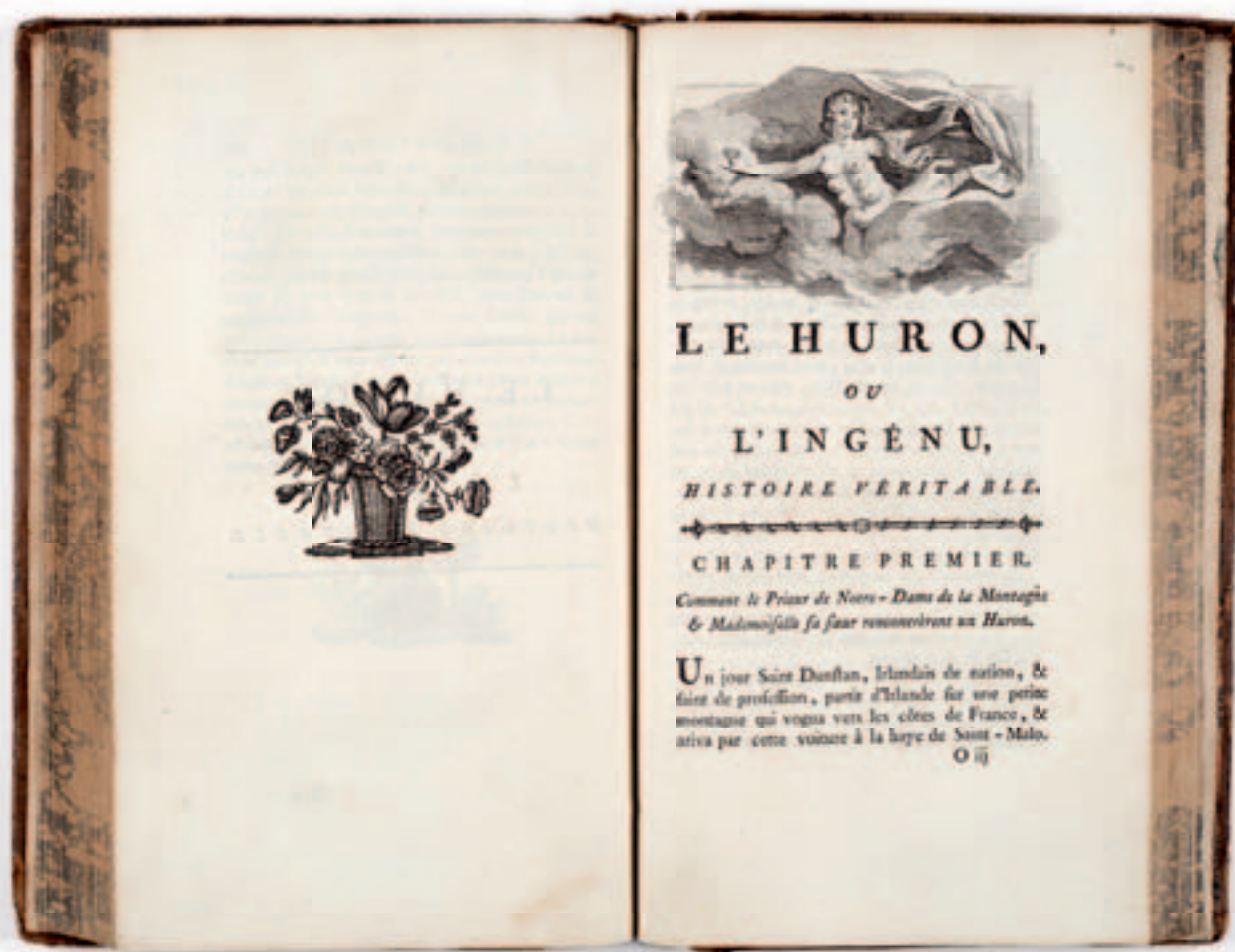 LE HURON,
OU
L'INGÉNU,
HISTOIRE VÉRITABLE.
CHAPITRE PREMIER.
Comment le Prieur de Notre-Dame de la Montagne
& Mademoiselle sa sœur rencontrèrent un Huron.
Un jour Saint Dunstan, Irlandais de nation, &
saint de profession, partit d'Irlande sur une petite
montagne qui vogua vers les côtes de France, &
ariva par cette voiture à la baye de Saint-Malo.
O iij